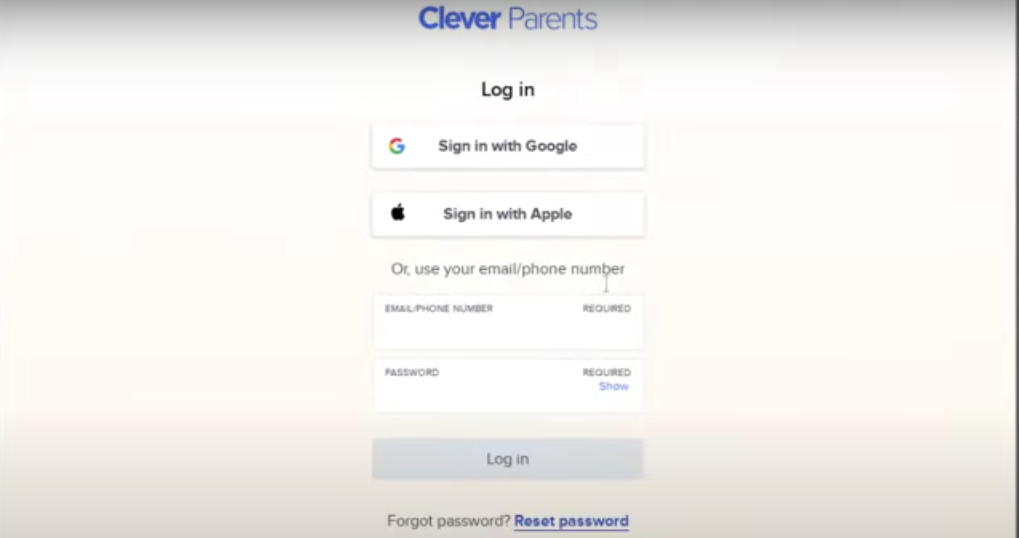 Clever Parents
Log in
Sign in with Google
Sign in with Apple
Or, use your email/phone number
EMAIL/PHONE NUMBER REQUIRED
PASSWORD REQUIRED
Show
Log in
Forgot password? Reset password